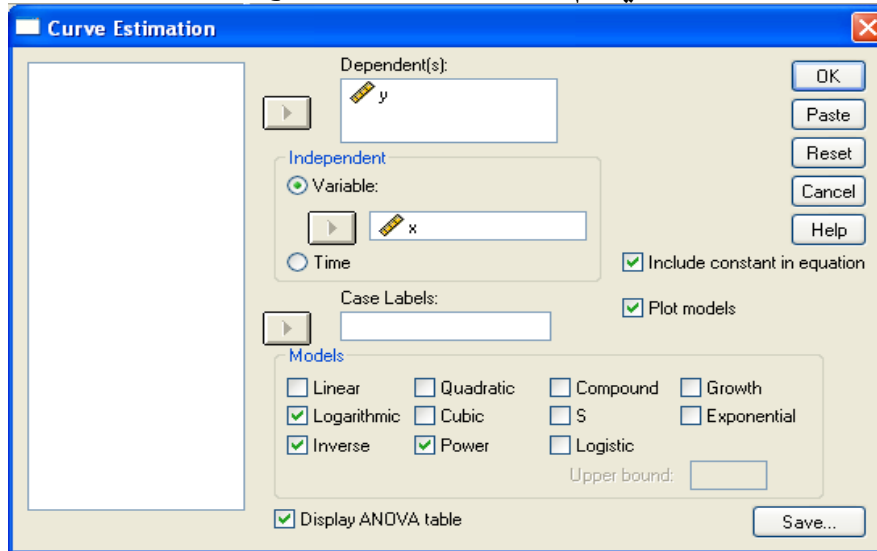 Curve Estimation
Dependent(s):
y
OK
Paste
Reset
Cancel
Help
Independent
Variable:
x
Time
Include constant in equation
Case Labels:
Plot models
Models
Linear Quadratic Compound Growth
Logarithmic Cubic S Exponential
Inverse Power Logistic
Upper bound:
Display ANOVA table
Save...